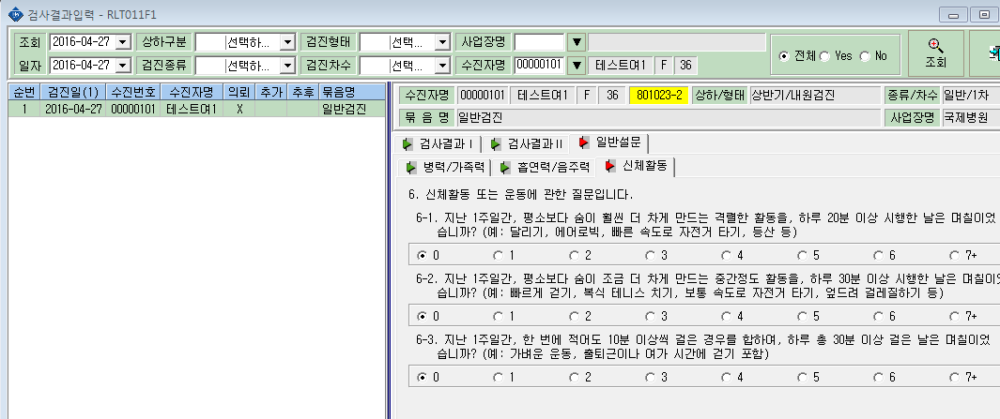 검사결과입력 - RLT011F1
조회 2016-04-27 상하구분 선택하... 검진형태 선택... 사업장명 전체 Yes No 조회
일자 2016-04-27 검진종류 선택하... 검진차수 선택... 수진자명 00000101 테스트여1 F 36
순번 검진일(1) 수진번호 수진자명 의뢰 추가 추후 묶음명
1 2016-04-27 00000101 테스트여1 X 일반검진
수진자명 00000101 테스트여1 F 36 801023-2 상하/형태 상반기/내원검진 종류/차수 일반/1차
묶 음 명 일반검진 사업장명 국제병원
검사결과 I 검사결과 II 일반설문
병력/가족력 흡연력/음주력 신체활동
6. 신체활동 또는 운동에 관한 질문입니다.
6-1. 지난 1주일간, 평소보다 숨이 훨씬 더 차게 만드는 격렬한 활동을, 하루 20분 이상 시행한 날은 며칠이었
습니까? (예: 달리기, 에어로빅, 빠른 속도로 자전거 타기, 등산 등)
0 1 2 3 4 5 6 7+
6-2. 지난 1주일간, 평소보다 숨이 조금 더 차게 만드는 중간정도 활동을, 하루 30분 이상 시행한 날은 며칠이
습니까? (예: 빠르게 걷기, 복식 테니스 치기, 보통 속도로 자전거 타기, 엎드려 걸레질하기 등)
0 1 2 3 4 5 6 7+
6-3. 지난 1주일간, 한 번에 적어도 10분 이상씩 걸은 경우를 합하여, 하루 총 30분 이상 걸은 날은 며칠이었
습니까? (예: 가벼운 운동, 출퇴근이나 여가 시간에 걷기 포함)
0 1 2 3 4 5 6 7+